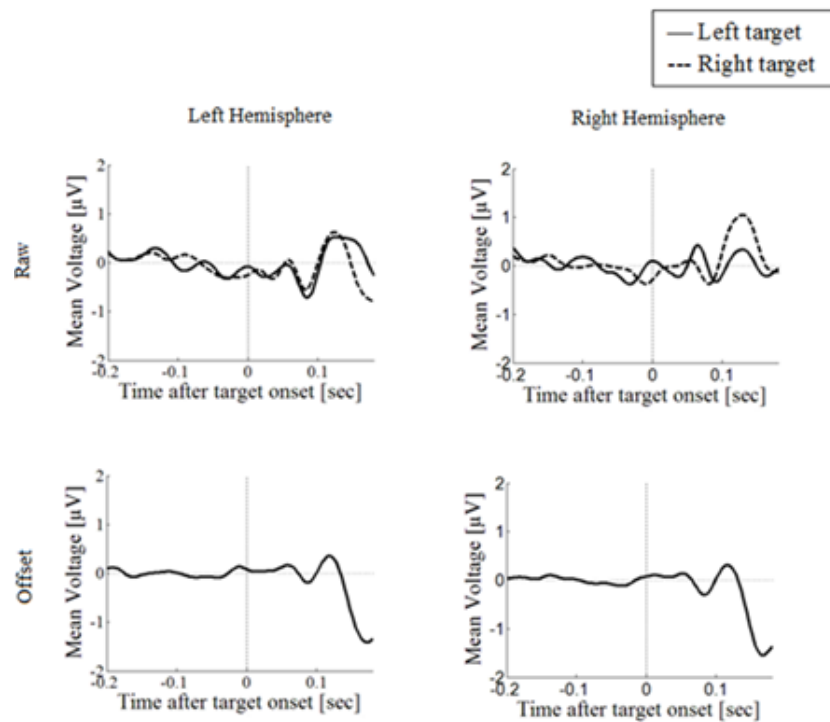 Left target
Right target
Left Hemisphere
Right Hemisphere
Raw
Mean Voltage [µV]
2
1
0
-1
-2
-0.2
-0.1
0
0.1
Time after target onset [sec]
Mean Voltage [µV]
2
1
0
-1
-2
-0.2
-0.1
0
0.1
Time after target onset [sec]
Offset
Mean Voltage [µV]
2
1
0
-1
-2
-0.2
-0.1
0
0.1
Time after target onset [sec]
Mean Voltage [µV]
2
1
0
-1
-2
-0.2
-0.1
0
0.1
Time after target onset [sec]